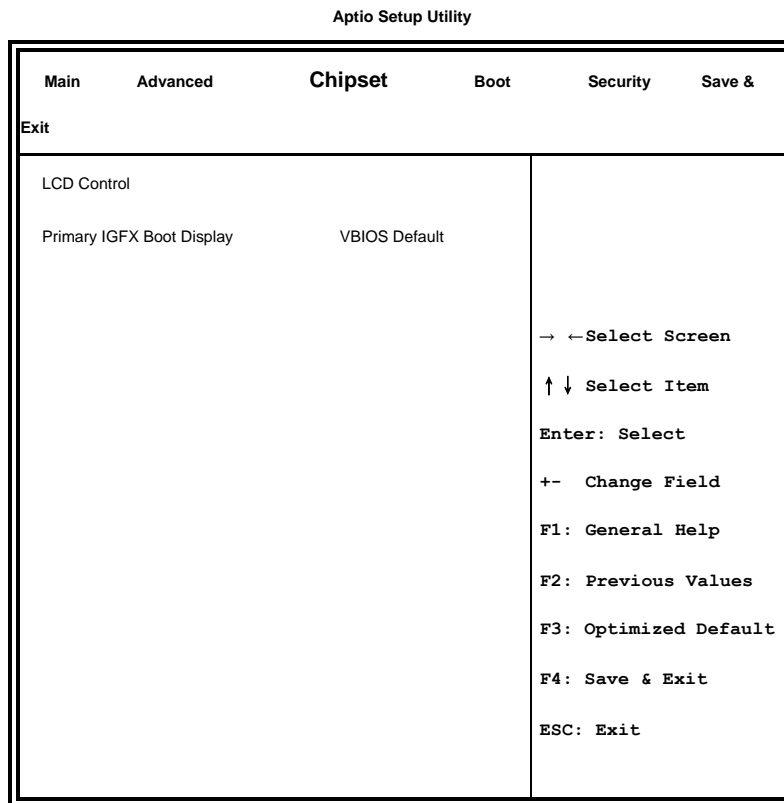 Aptio Setup Utility
Main Advanced Chipset Boot Security Save &
Exit
LCD Control
Primary IGFX Boot Display VBIOS Default
→ ←Select Screen
↑↓ Select Item
Enter: Select
+- Change Field
F1: General Help
F2: Previous Values
F3: Optimized Default
F4: Save & Exit
ESC: Exit